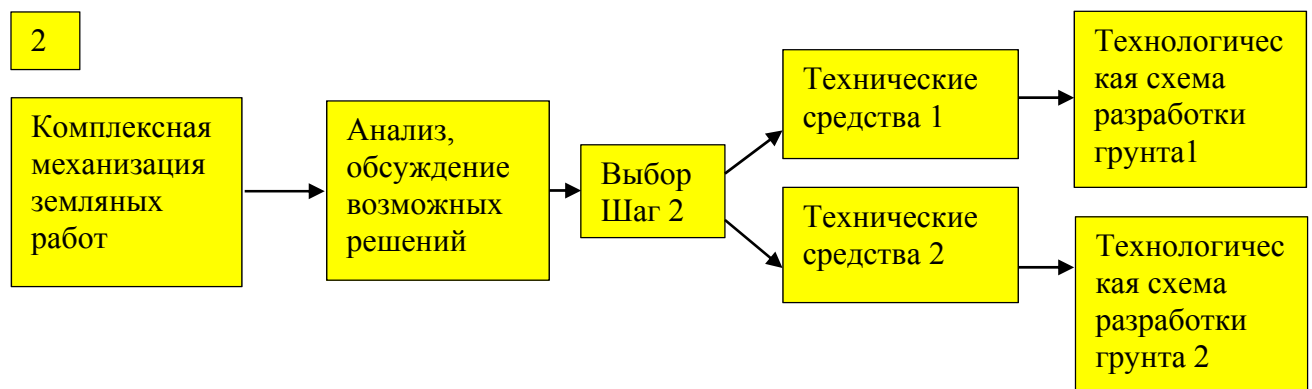 2
Комплексная
механизация
земляных
работ
Анализ,
обсуждение
возможных
решений
Выбор
Шаг 2
Технические
средства 1
Технологичес
кая схема
разработки
грунта1
Технические
средства 2
Технологичес
кая схема
разработки
грунта 2